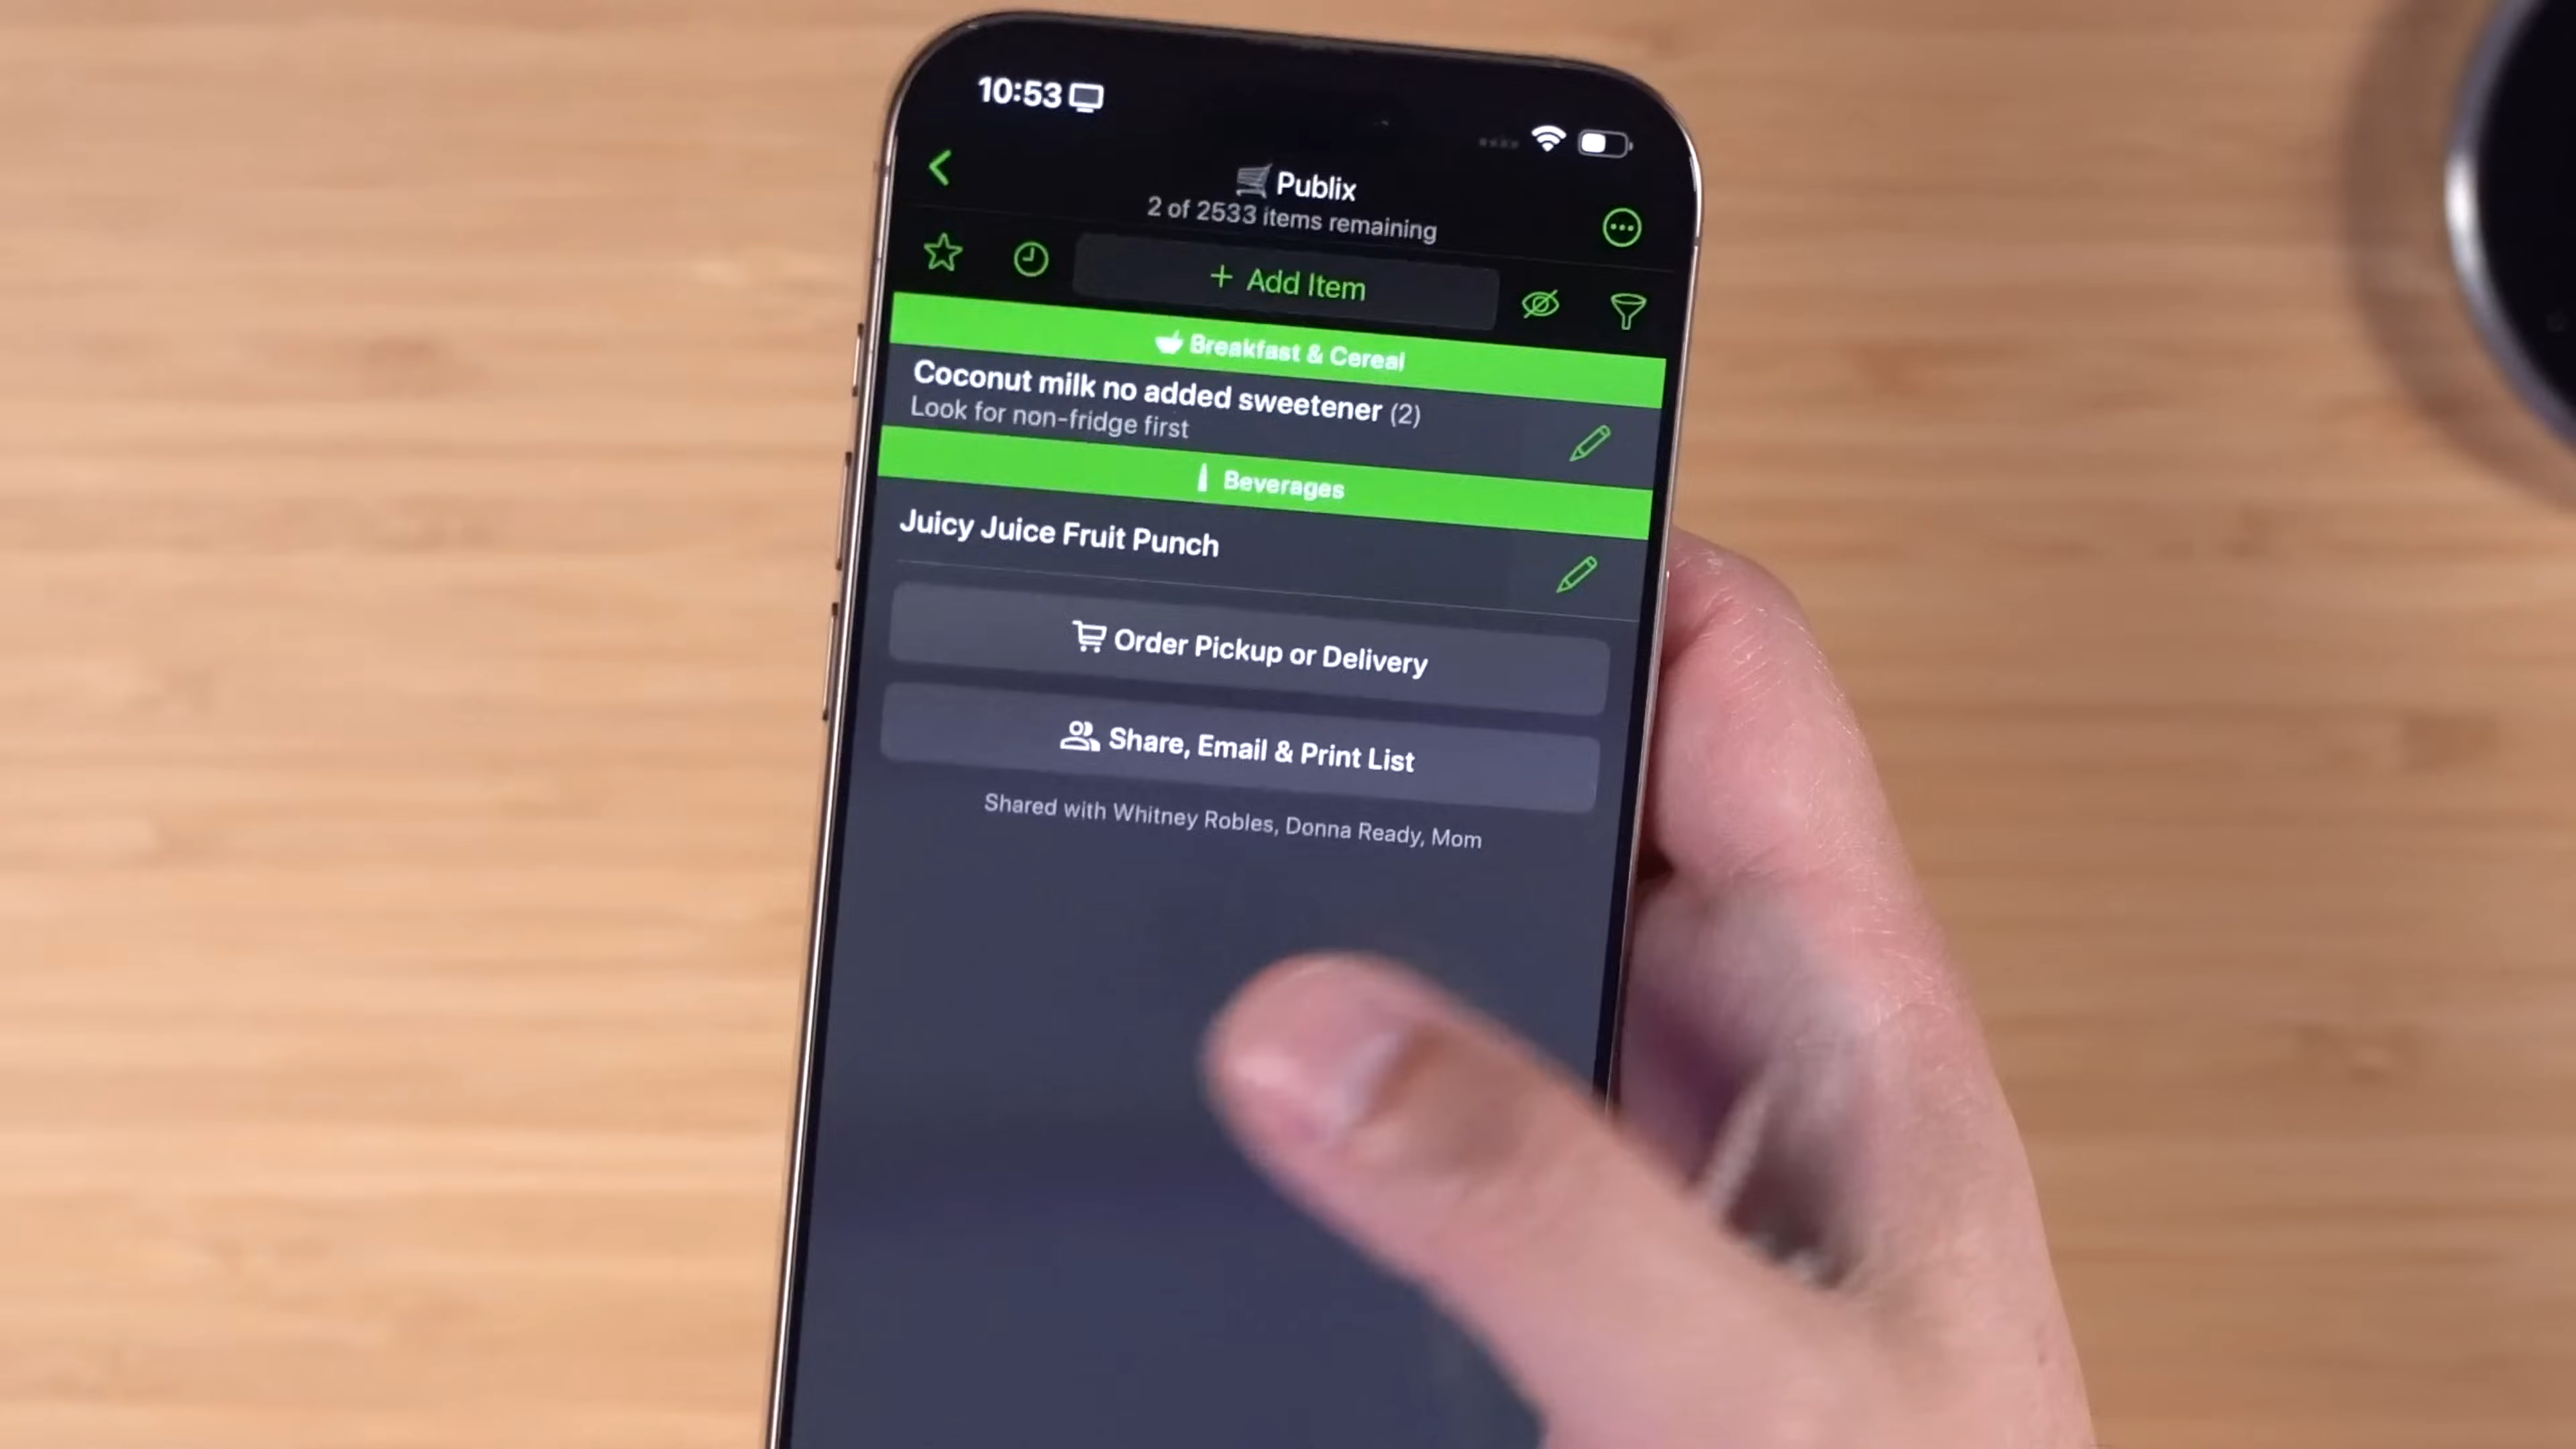 10:53
Publix
2 of 2533 items remaining
+ Add Item
Breakfast & Cereal
Coconut milk no added sweetener (2)
Look for non-fridge first
Beverages
Juicy Juice Fruit Punch
Order Pickup or Delivery
Share, Email & Print List
Shared with Whitney Robles, Donna Ready, Mom